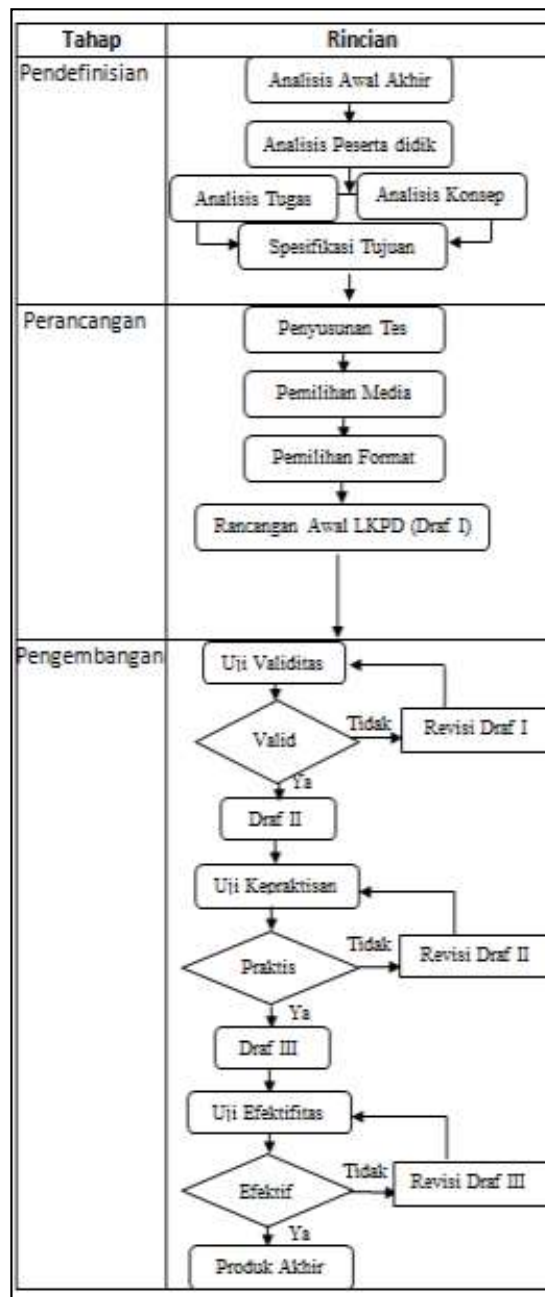 Tahap Rincian
Pendefinisian
Analisis Awal Akhir
Analisis Peserta didik
Analisis Tugas Analisis Konsep
Spesifikasi Tujuan
Perancangan
Penyusunan Tes
Pemilihan Media
Pemilihan Format
Rancangan Awal LKPD (Draf I)
Pengembangan
Uji Validitas
Valid Tidak Revisi Draf I
Ya
Draf II
Uji Kepraktisan
Praktis Tidak Revisi Draf II
Ya
Draf III
Uji Efektifitas
Efektif Tidak Revisi Draf III
Ya
Produk Akhir